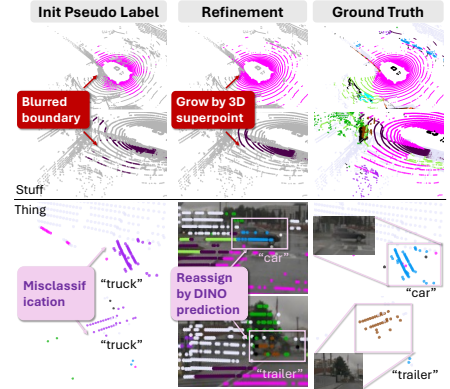 Init Pseudo Label
Refinement
Ground Truth
Blurred
boundary
Grow by 3D
superpoint
Stuff
Thing
Misclassif
ication
"truck"
"truck"
Reassign
by DINO
prediction
"car"
"trailer"
"car"
"trailer"